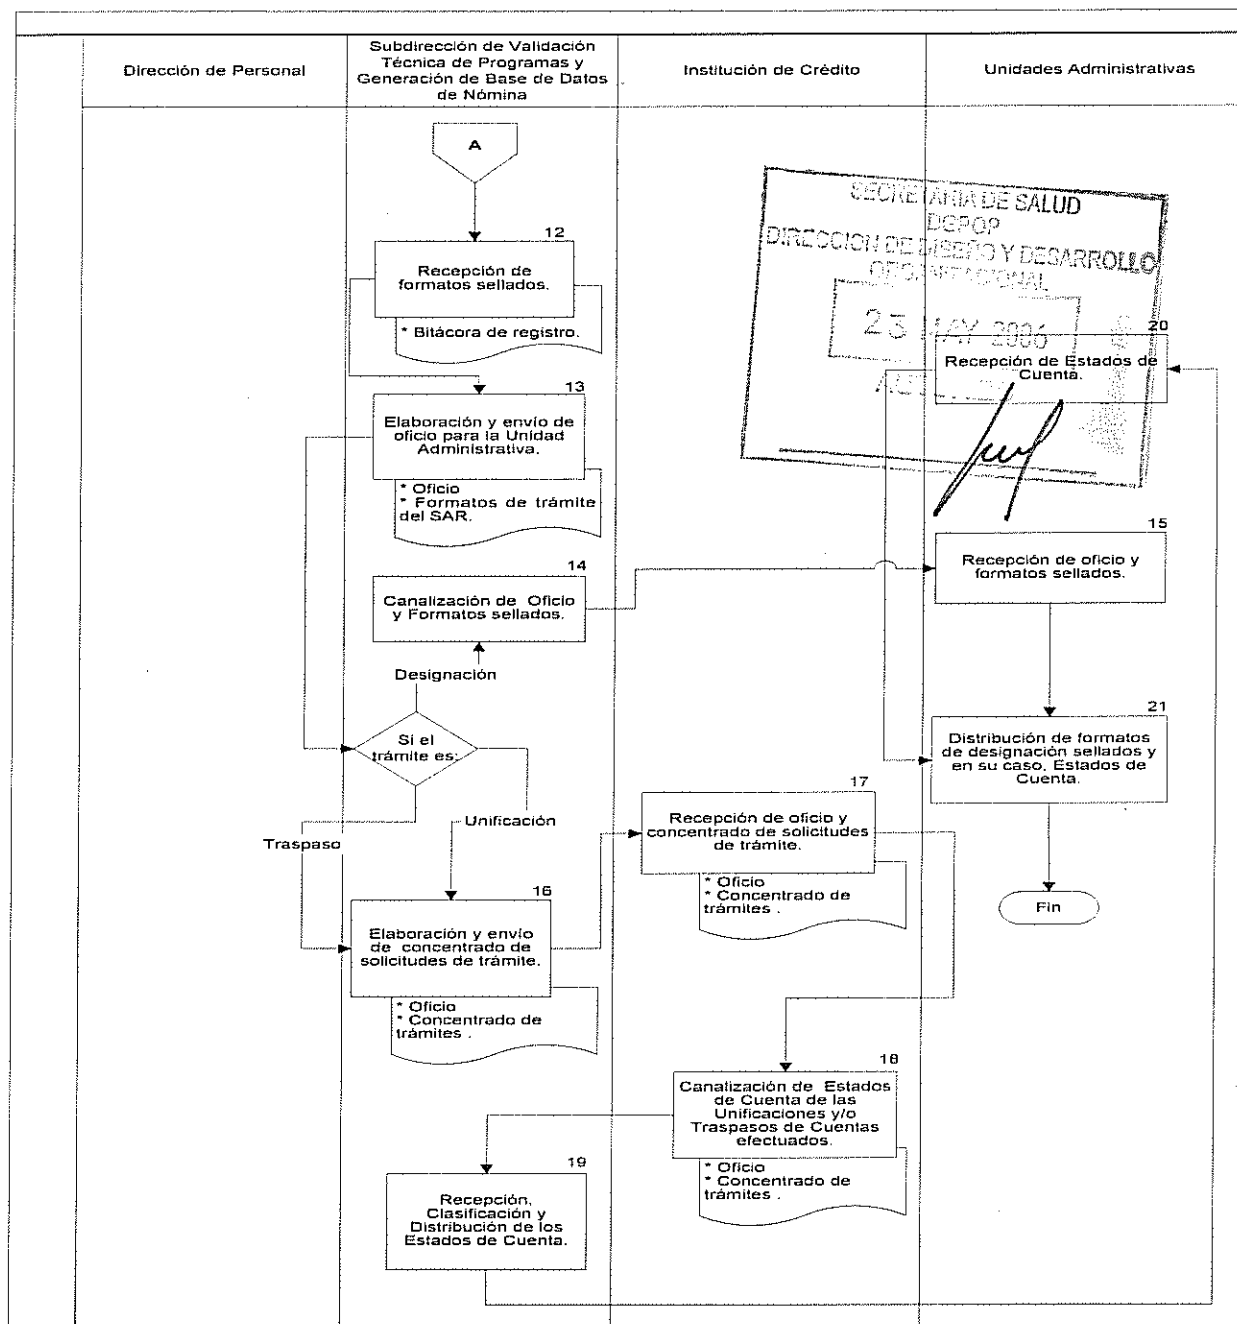 Dirección de Personal
Subdirección de Validación
Técnica de Programas y
Generación de Base de Datos
de Nómina
Institución de Crédito
Unidades Administrativas
A
12
Recepción de
formatos sellados.
* Bitácora de registro.
13
Elaboración y envío de
oficio para la Unidad
Administrativa.
* Oficio
* Formatos de trámite
del SAR.
14
Canalización de Oficio
y Formatos sellados.
Designación
Si el
trámite es:
Unificación
Traspaso
16
Elaboración y envío
de concentrado de
solicitudes de trámite.
* Oficio
* Concentrado de
trámites .
17
Recepción de oficio y
concentrado de solicitudes
de trámite.
* Oficio
* Concentrado de
trámites .
18
Canalización de Estados
de Cuenta de las
Unificaciones y/o
Traspasos de Cuentas
efectuados.
* Oficio
* Concentrado de
trámites .
19
Recepción,
Clasificación y
Distribución de los
Estados de Cuenta.
SECRETARIA DE SALUD
DGPOP
DIRECCION DE DISEÑO Y DESARROLLO
ORGANIZACIONAL
MAY 2006
20
Recepción de Estados de
Cuenta.
15
Recepción de oficio y
formatos sellados.
21
Distribución de formatos
de designación sellados y
en su caso, Estados de
Cuenta.
Fin